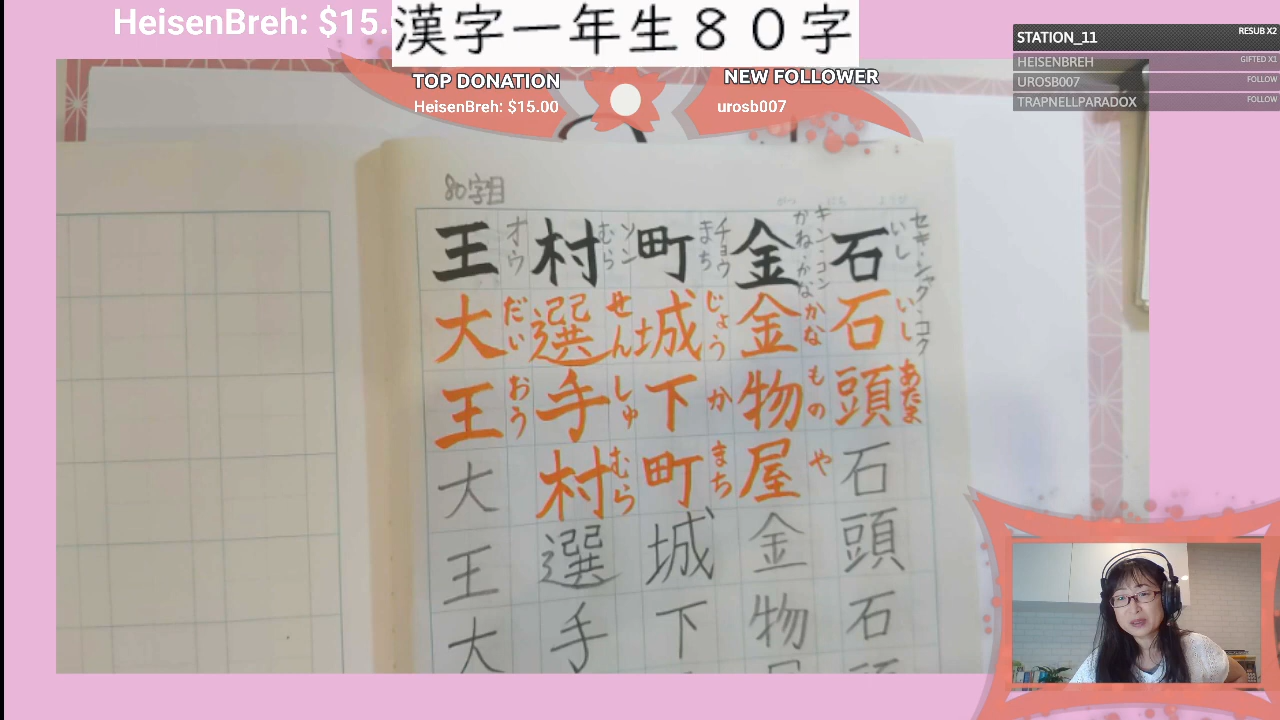 HeisenBreh: $15.
漢字一年生８０字
TOP DONATION
HeisenBreh: $15.00
NEW FOLLOWER
urosb007
STATION_11 RESUB X2
HEISENBREH GIFTED X1
UROSB007 FOLLOW
TRAPNELLPARADOX FOLLOW
80字目
石 セキ・シャク・コク いし
石頭 いしあたま
石頭石
金 キン・コン かね・かな
金物屋 かなものや
金物
町 チョウ まち
城下町 じょうかまち
城下
村 ソン むら
選手村 せんしゅむら
選手
王 オウ
大王 だいおう
大王大